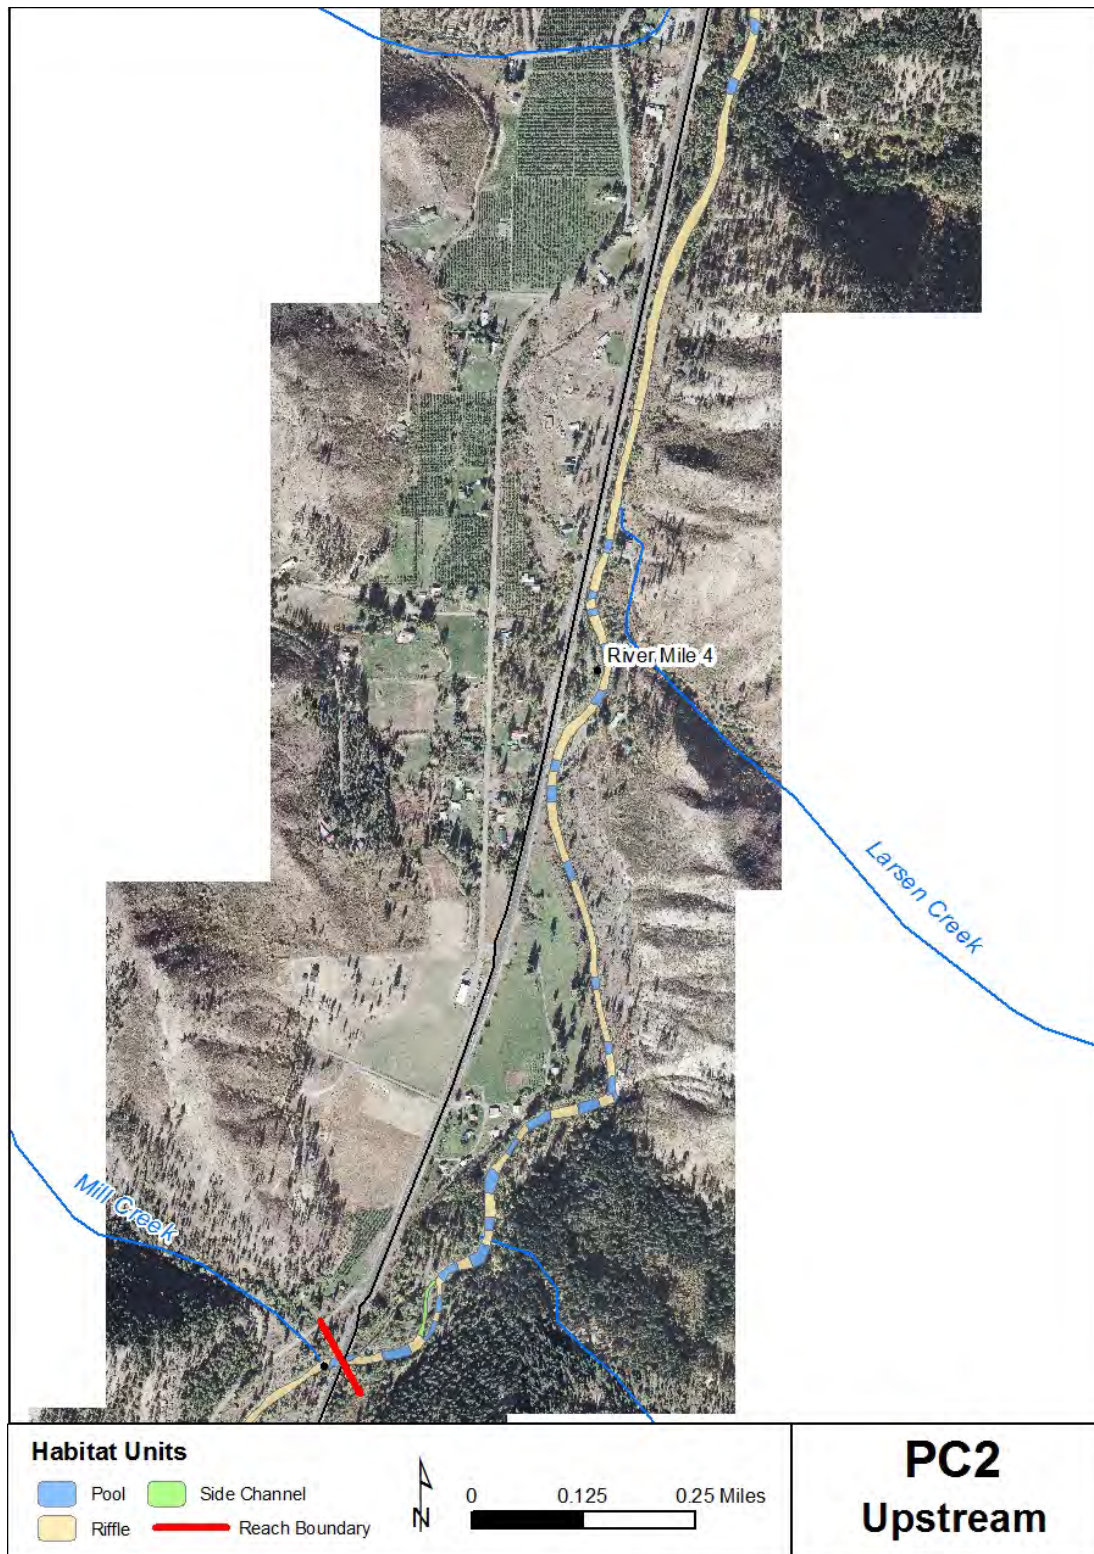 River Mile 4
Larsen Creek
Mill Creek
Habitat Units
Pool
Side Channel
Riffle
Reach Boundary
N
0 0.125 0.25 Miles
PC2
Upstream